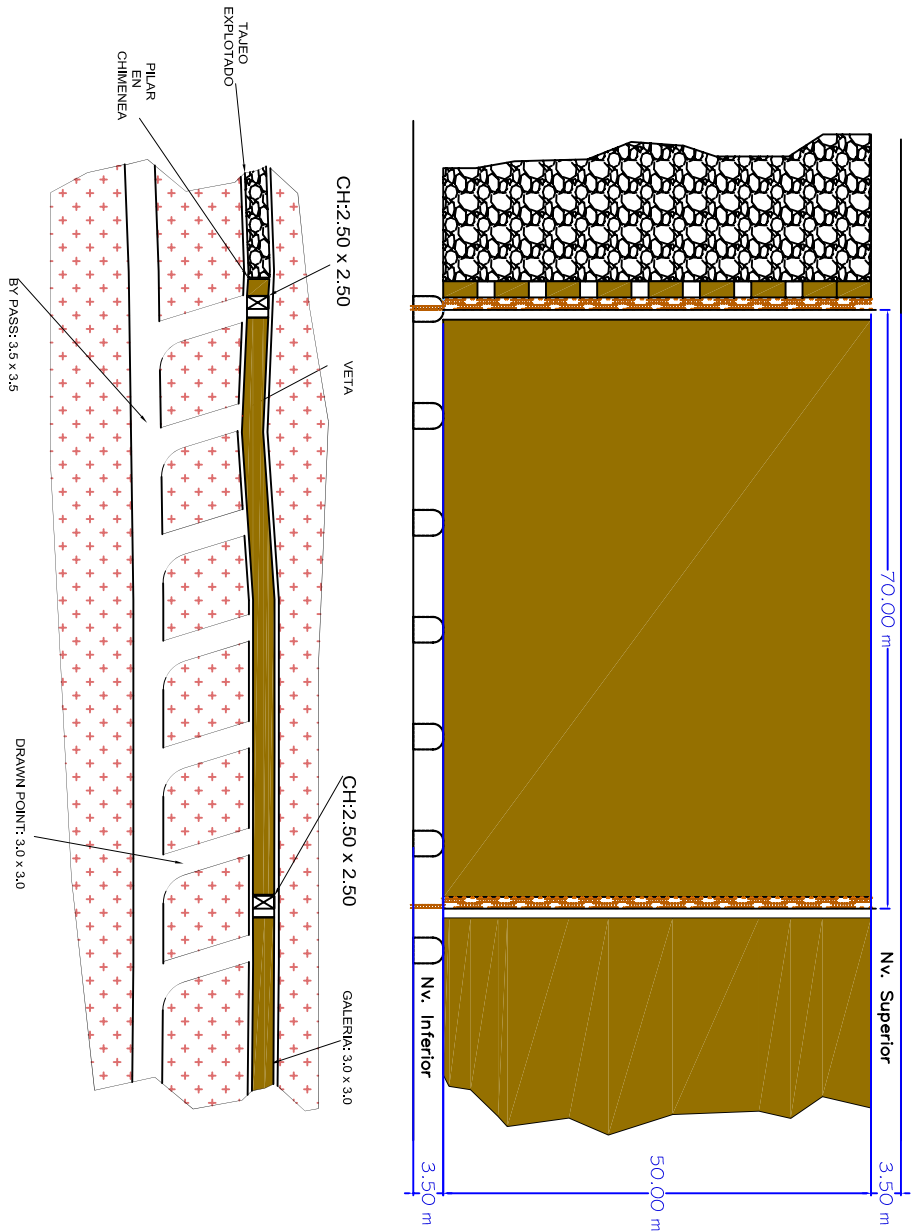 TAJEO
EXPLOTADO
PILAR
EN
CHIMENEA
CH:2.50 x 2.50
VETA
BY PASS: 3.5 x 3.5
DRAWN POINT: 3.0 x 3.0
CH:2.50 x 2.50
GALERIA: 3.0 x 3.0
70.00 m
Nv. Superior
Nv. Inferior
3.50 m
50.00 m
3.50 m